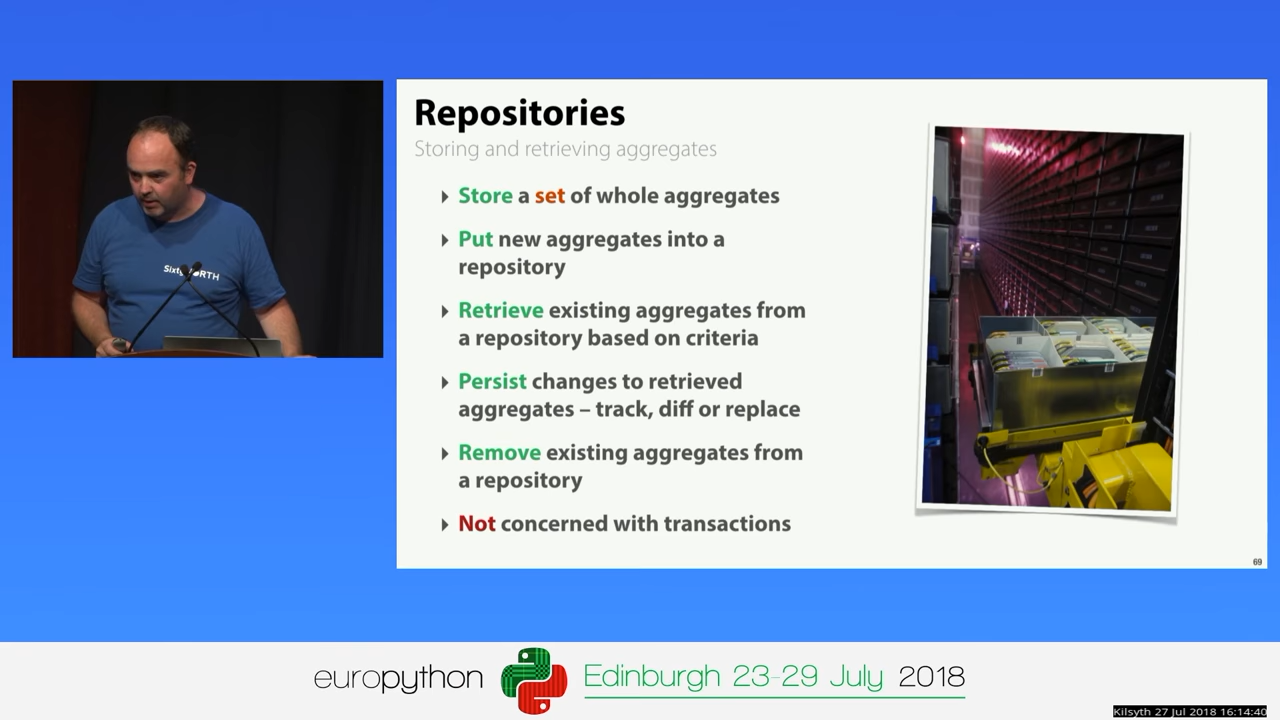 Repositories
Storing and retrieving aggregates
Store a set of whole aggregates
Put new aggregates into a
repository
Retrieve existing aggregates from
a repository based on criteria
Persist changes to retrieved
aggregates – track, diff or replace
Remove existing aggregates from
a repository
Not concerned with transactions
69
europython
Edinburgh 23-29 July 2018
Kilsyth 27 Jul 2018 16:14:40